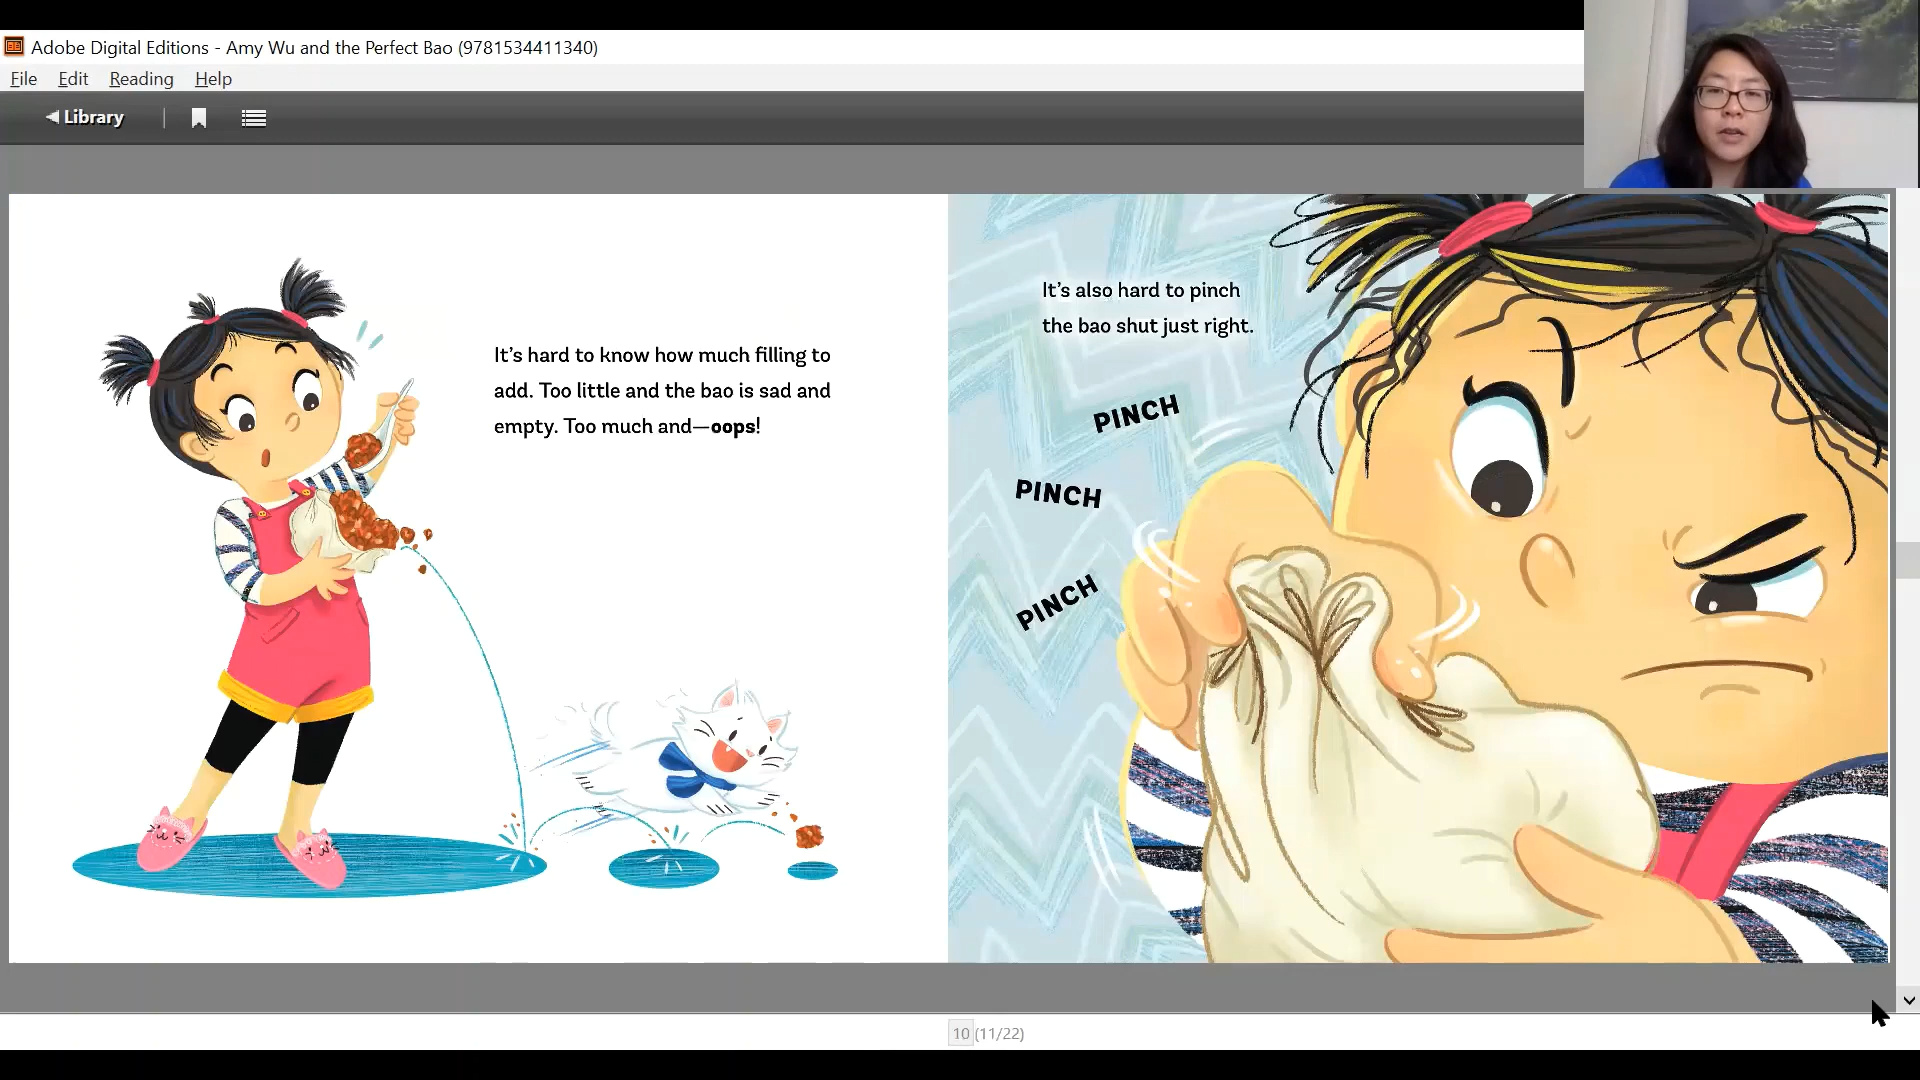 Adobe Digital Editions - Amy Wu and the Perfect Bao (9781534411340)
File Edit Reading Help
Library
It's hard to know how much filling to
add. Too little and the bao is sad and
empty. Too much and—oops!
It's also hard to pinch
the bao shut just right.
PINCH
PINCH
PINCH
10 (11/22)